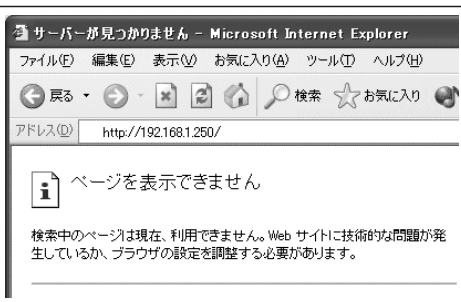 サーバーが見つかりません - Microsoft Internet Explorer
ファイル(F) 編集(E) 表示(V) お気に入り(A) ツール(T) ヘルプ(H)
戻る 検索 お気に入り
アドレス(D) http://192.168.1.250/
ページを表示できません
検索中のページは現在、利用できません。Web サイトに技術的な問題が発
生しているか、ブラウザの設定を調整する必要があります。